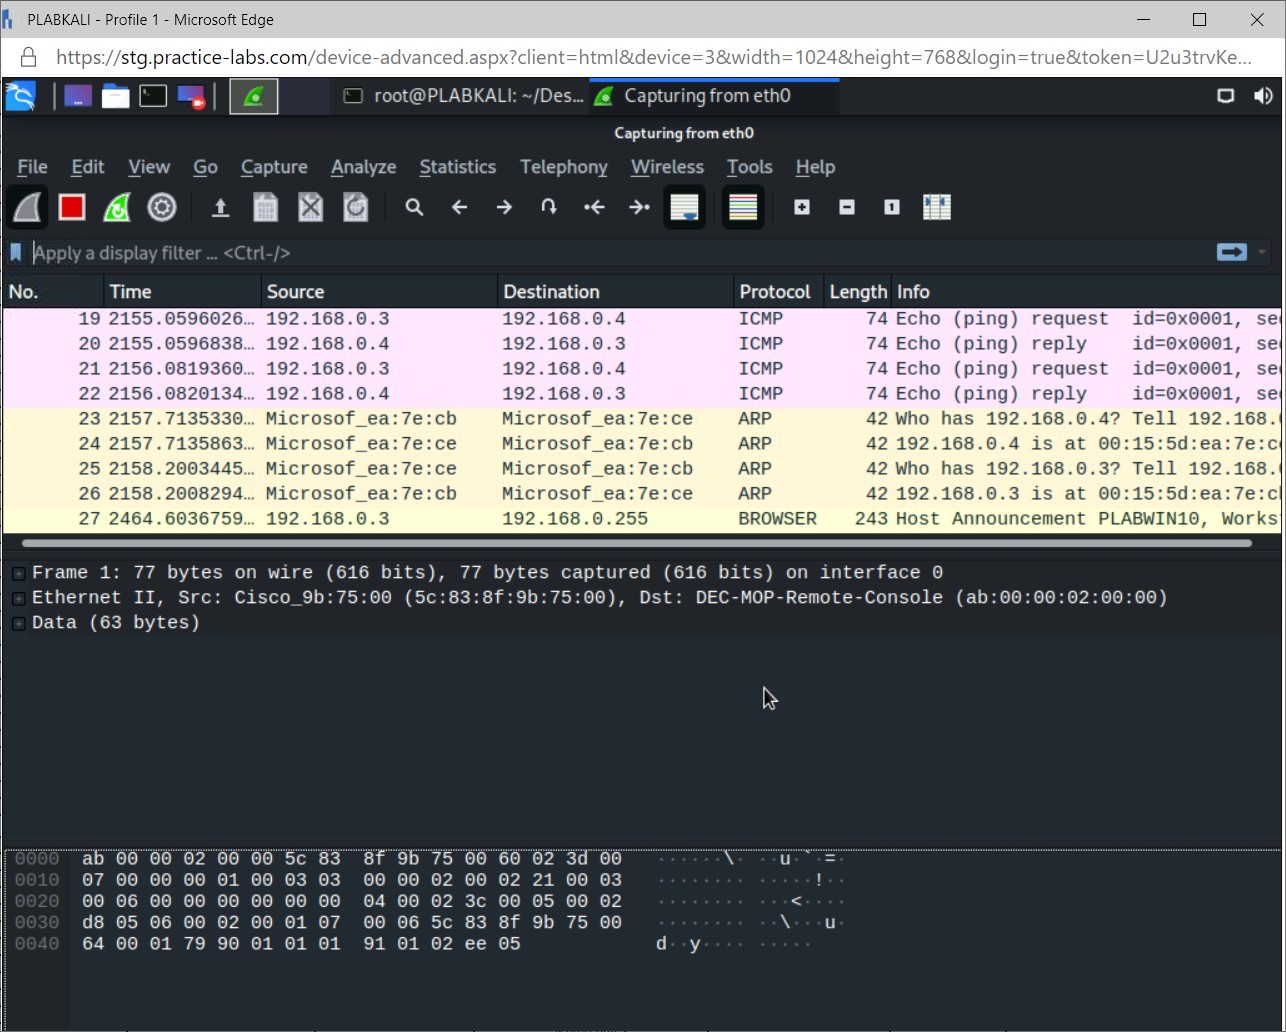 PLABKALI - Profile 1 - Microsoft Edge
https://stg.practice-labs.com/device-advanced.aspx?client=html&device=3&width=1024&height=768&login=true&token=U2u3trvKe...
root@PLABKALI: ~/Des... Capturing from eth0
Capturing from eth0
File Edit View Go Capture Analyze Statistics Telephony Wireless Tools Help
Apply a display filter ... <Ctrl-/>
No. Time Source Destination Protocol Length Info
19 2155.0596026… 192.168.0.3 192.168.0.4 ICMP 74 Echo (ping) request id=0x0001, se
20 2155.0596838… 192.168.0.4 192.168.0.3 ICMP 74 Echo (ping) reply id=0x0001, se
21 2156.0819360… 192.168.0.3 192.168.0.4 ICMP 74 Echo (ping) request id=0x0001, se
22 2156.0820134… 192.168.0.4 192.168.0.3 ICMP 74 Echo (ping) reply id=0x0001, se
23 2157.7135330… Microsof_ea:7e:cb Microsof_ea:7e:ce ARP 42 Who has 192.168.0.4? Tell 192.168.
24 2157.7135863… Microsof_ea:7e:ce Microsof_ea:7e:cb ARP 42 192.168.0.4 is at 00:15:5d:ea:7e:c
25 2158.2003445… Microsof_ea:7e:ce Microsof_ea:7e:cb ARP 42 Who has 192.168.0.3? Tell 192.168.
26 2158.2008294… Microsof_ea:7e:cb Microsof_ea:7e:ce ARP 42 192.168.0.3 is at 00:15:5d:ea:7e:c
27 2464.6036759… 192.168.0.3 192.168.0.255 BROWSER 243 Host Announcement PLABWIN10, Works
Frame 1: 77 bytes on wire (616 bits), 77 bytes captured (616 bits) on interface 0
Ethernet II, Src: Cisco_9b:75:00 (5c:83:8f:9b:75:00), Dst: DEC-MOP-Remote-Console (ab:00:00:02:00:00)
Data (63 bytes)
0000 ab 00 00 02 00 00 5c 83 8f 9b 75 00 60 02 3d 00 ······\· ··u·`·=·
0010 07 00 00 00 01 00 03 03 00 00 02 00 02 21 00 03 ········ ·····!··
0020 00 06 00 00 00 00 00 00 04 00 02 3c 00 05 00 02 ········ ···<····
0030 d8 05 06 00 02 00 01 07 00 06 5c 83 8f 9b 75 00 ········ ··\···u·
0040 64 00 01 79 90 01 01 01 91 01 02 ee 05 d··y···· ·····